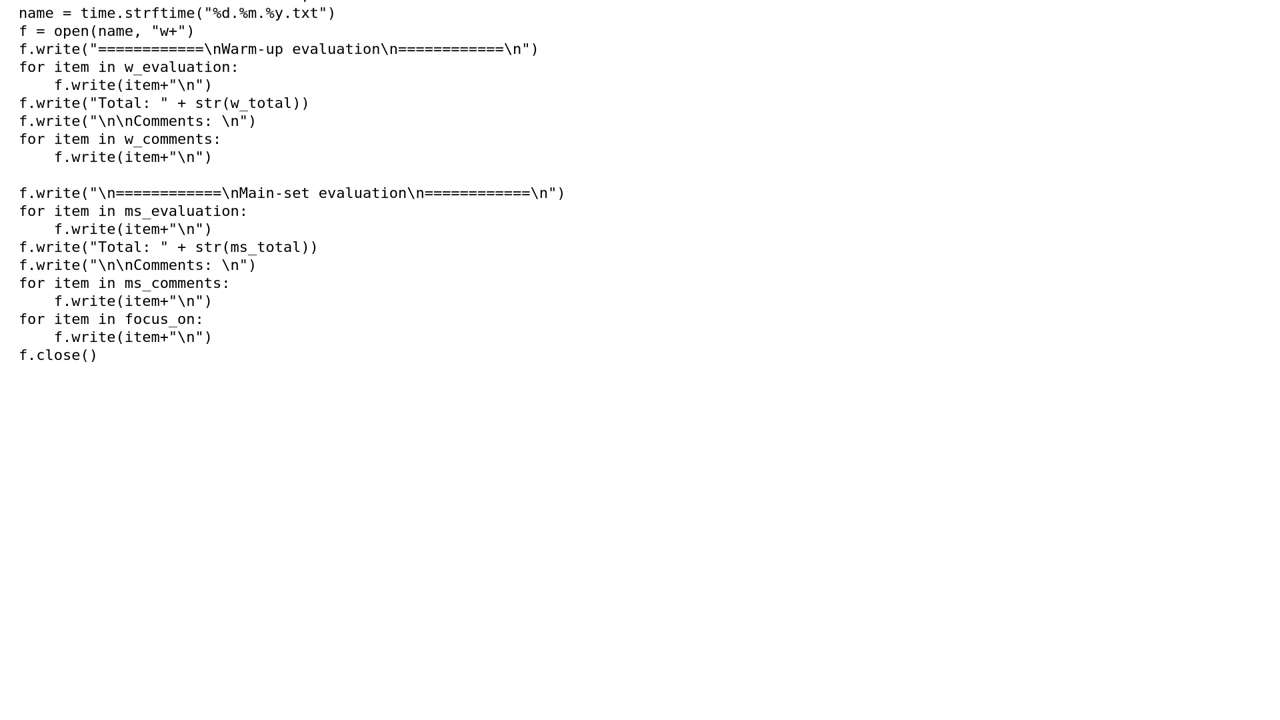 name = time.strftime("%d.%m.%y.txt")
f = open(name, "w+")
f.write("============\nWarm-up evaluation\n============\n")
for item in w_evaluation:
    f.write(item+"\n")
f.write("Total: " + str(w_total))
f.write("\n\nComments: \n")
for item in w_comments:
    f.write(item+"\n")

f.write("\n============\nMain-set evaluation\n============\n")
for item in ms_evaluation:
    f.write(item+"\n")
f.write("Total: " + str(ms_total))
f.write("\n\nComments: \n")
for item in ms_comments:
    f.write(item+"\n")
for item in focus_on:
    f.write(item+"\n")
f.close()